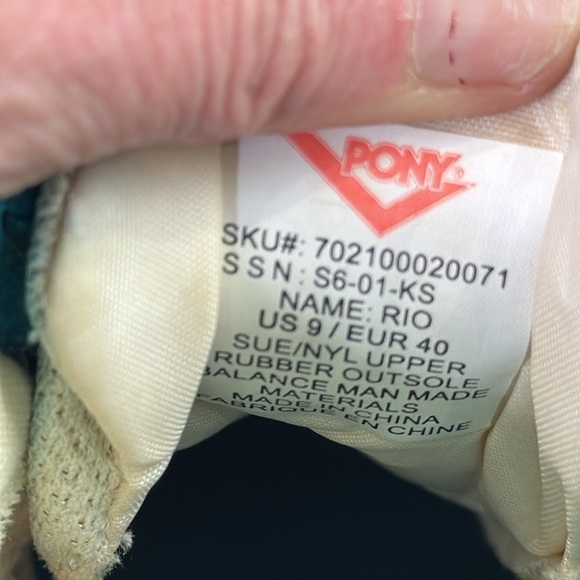 PONY
SKU#: 702100020071
SSN: S6-01-KS
NAME: RIO
US 9 / EUR 40
SUE/NYL UPPER
RUBBER OUTSOLE
BALANCE MAN MADE
MATERIALS
MADE IN CHINA
FABRIQUE EN CHINE